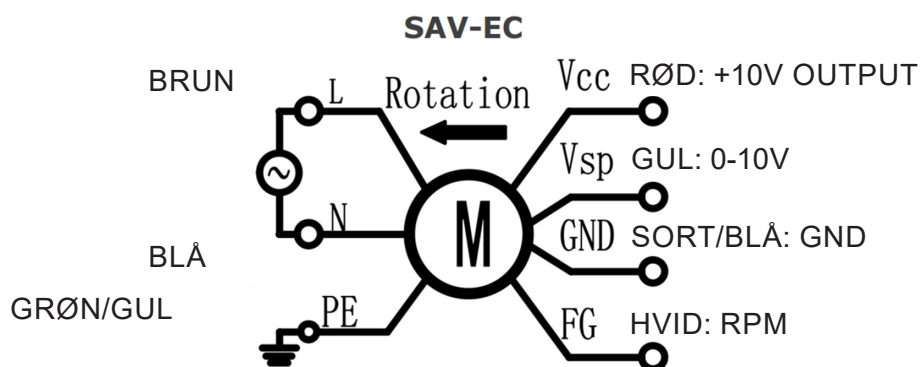 SAV-EC
BRUN
L
Rotation
Vcc
RØD: +10V OUTPUT
Vsp
GUL: 0-10V
N
M
GND
SORT/BLÅ: GND
BLÅ
GRØN/GUL
PE
FG
HVID: RPM